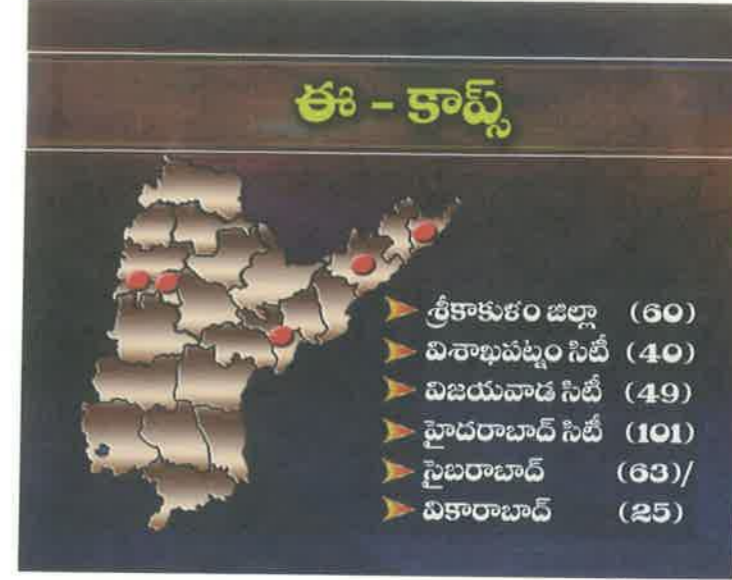 ఈ - కాప్స్
శ్రీకాకుళం జిల్లా (60)
విశాఖపట్నం సిటీ (40)
విజయవాడ సిటీ (49)
హైదరాబాద్ సిటీ (101)
సైబరాబాద్ (63)/
వికారాబాద్ (25)